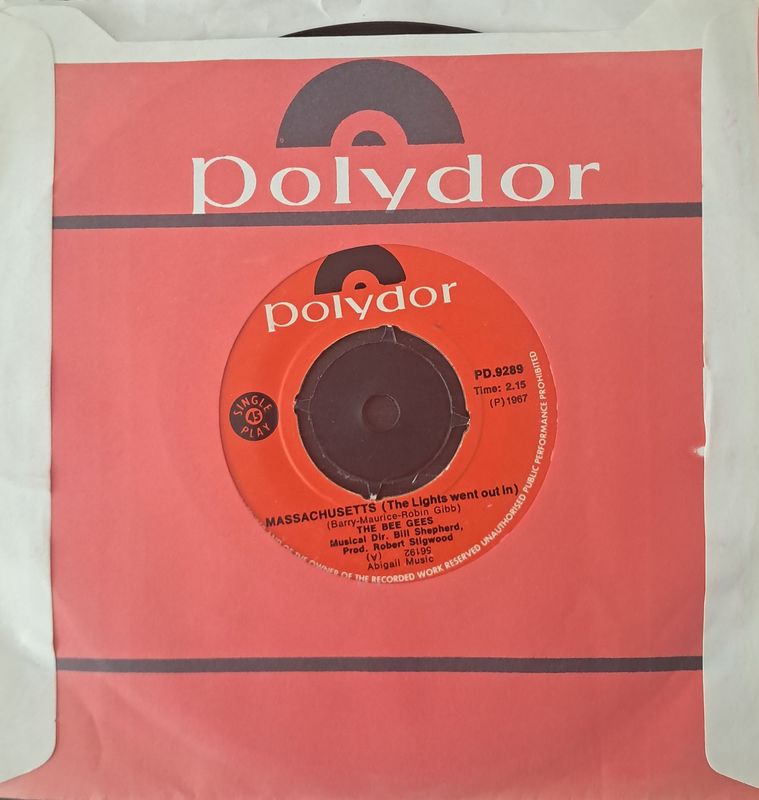 polydor
polydor
PD.9289
Time: 2.15
(P)1967
SINGLE
45
PLAY
MASSACHUSETTS (The Lights went out in)
(Barry-Maurice-Robin Gibb)
THE BEE GEES
Musical Dir. Bill Shepherd,
Prod. Robert Stigwood
56192
(A)
Abigail Music
OF THE OWNER OF THE RECORDED WORK RESERVED UNAUTHORISED PUBLIC PERFORMANCE PROHIBITED